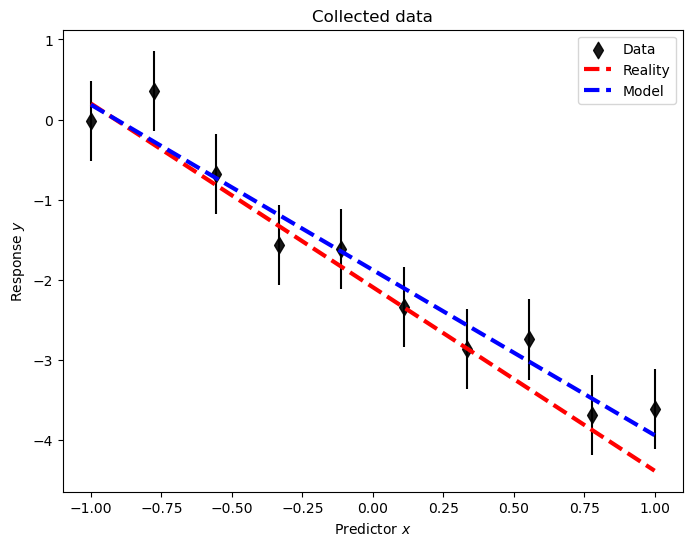 Collected data
Data
Reality
Model
Response y
1
0
−1
−2
−3
−4
−1.00 −0.75 −0.50 −0.25 0.00 0.25 0.50 0.75 1.00
Predictor x